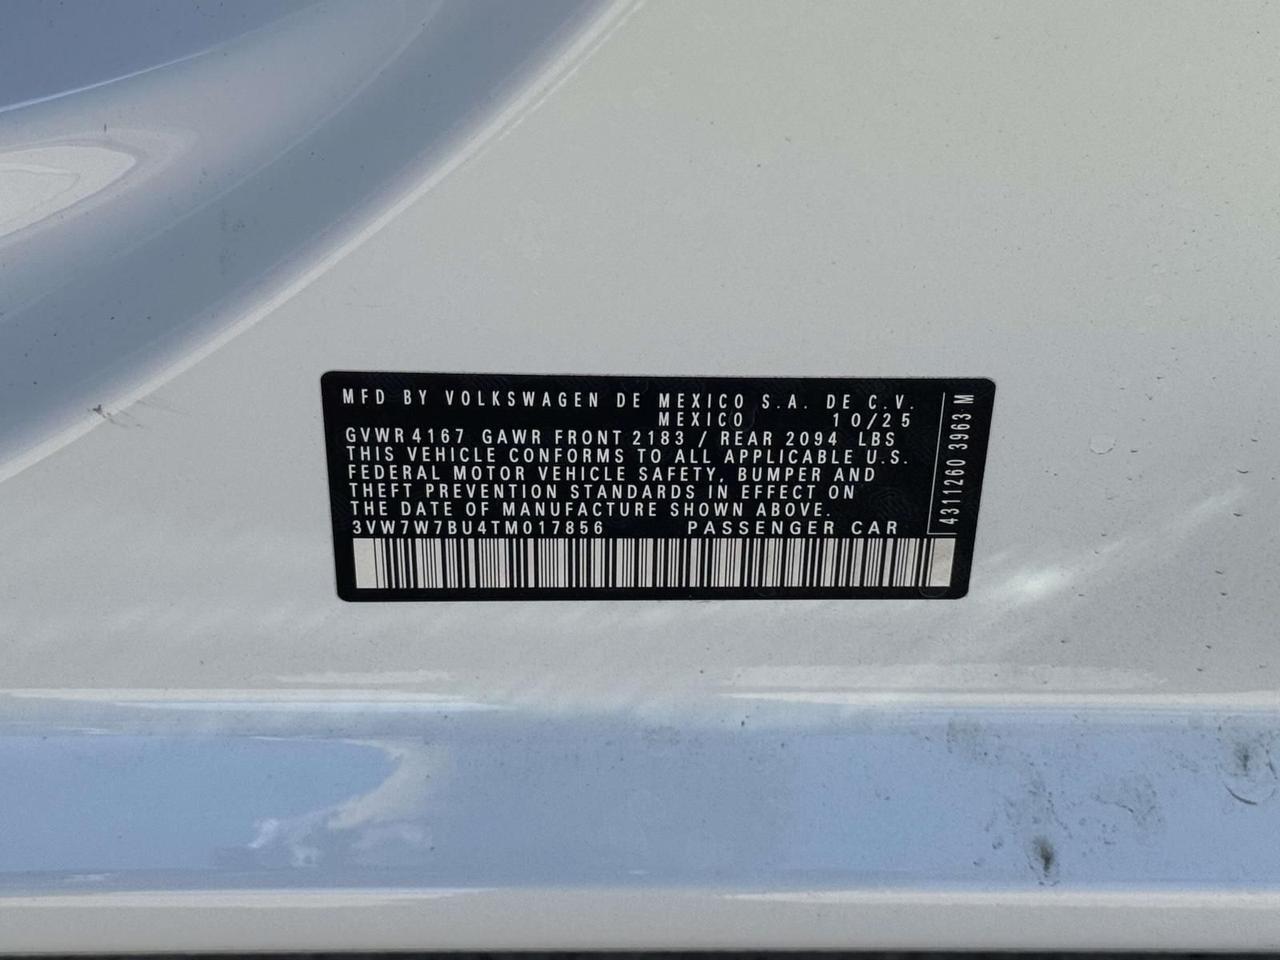 MFD BY VOLKSWAGEN DE MEXICO S.A. DE C.V.
MEXICO 10/25
GVWR 4167 GAWR FRONT 2183 / REAR 2094 LBS
THIS VEHICLE CONFORMS TO ALL APPLICABLE U.S.
FEDERAL MOTOR VEHICLE SAFETY, BUMPER AND
THEFT PREVENTION STANDARDS IN EFFECT ON
THE DATE OF MANUFACTURE SHOWN ABOVE.
3VW7W7BU4TM017856 PASSENGER CAR
4311260 3963 M